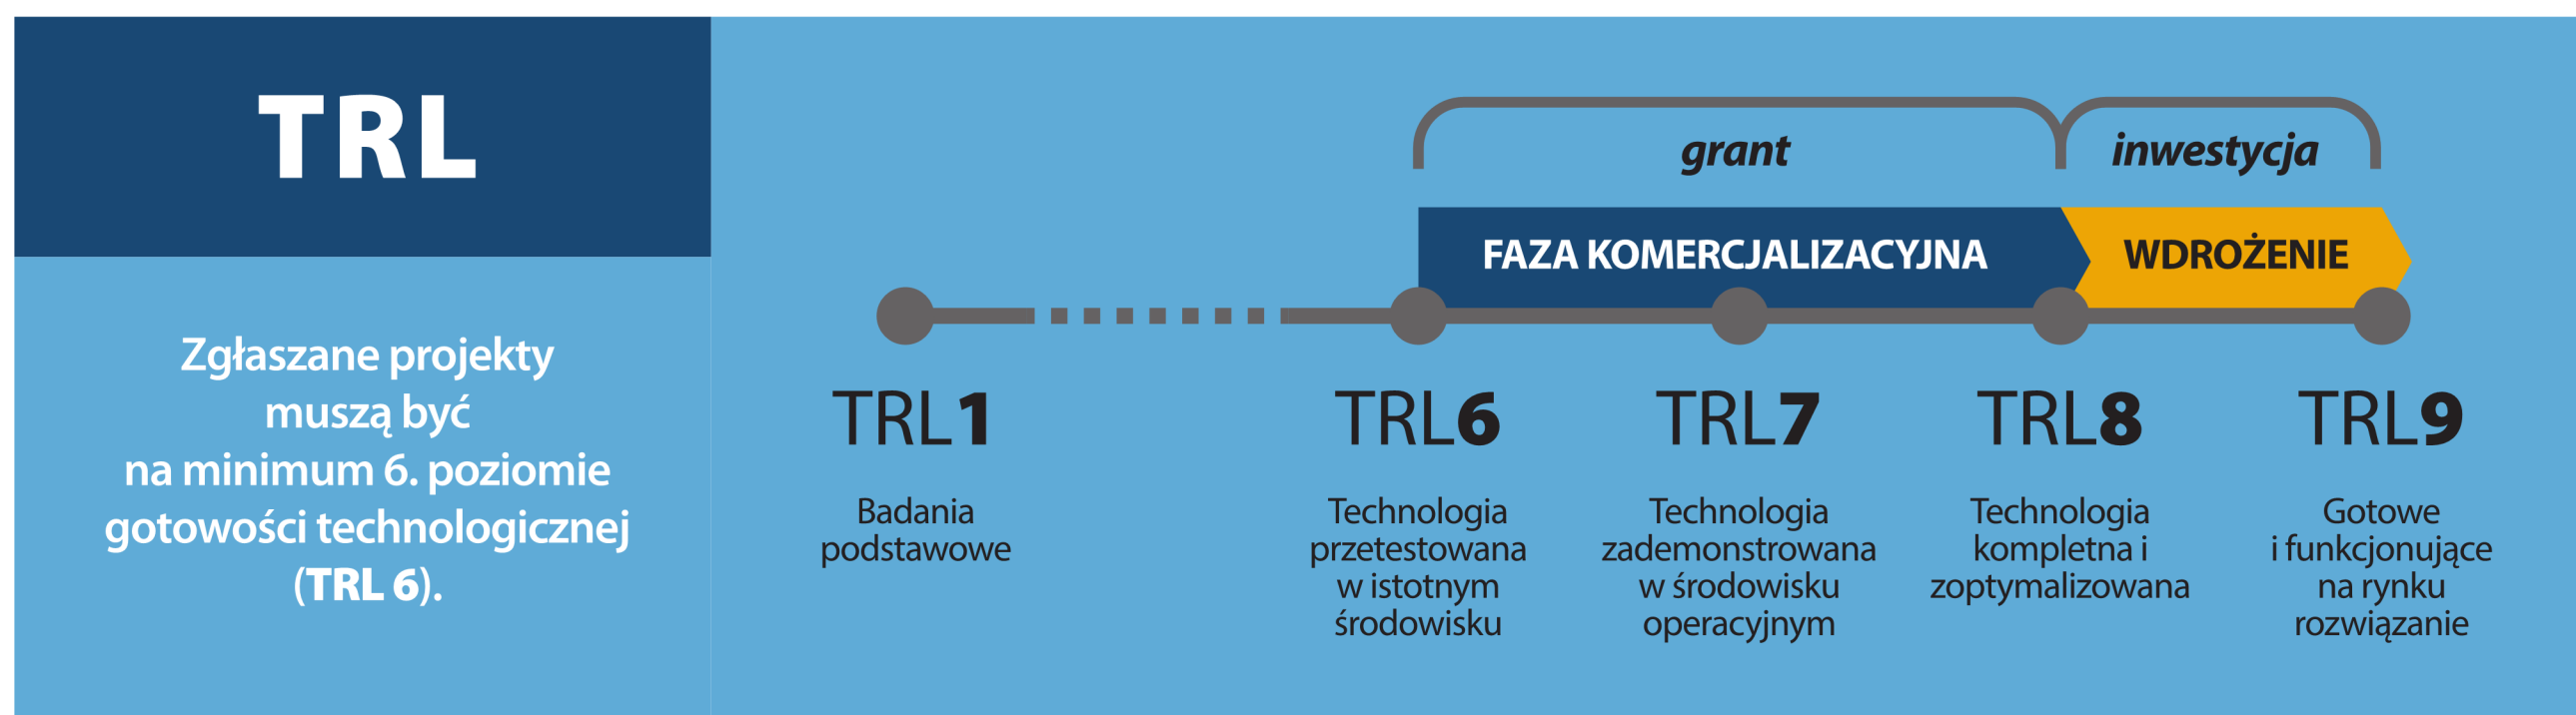 TRL
Zgłaszane projekty
muszą być
na minimum 6. poziomie
gotowości technologicznej
(TRL 6).
grant
inwestycja
FAZA KOMERCJALIZACYJNA
WDROŻENIE
TRL1
Badania
podstawowe
TRL6
Technologia
przetestowana
w istotnym
środowisku
TRL7
Technologia
zademonstrowana
w środowisku
operacyjnym
TRL8
Technologia
kompletna i
zoptymalizowana
TRL9
Gotowe
i funkcjonujące
na rynku
rozwiązanie